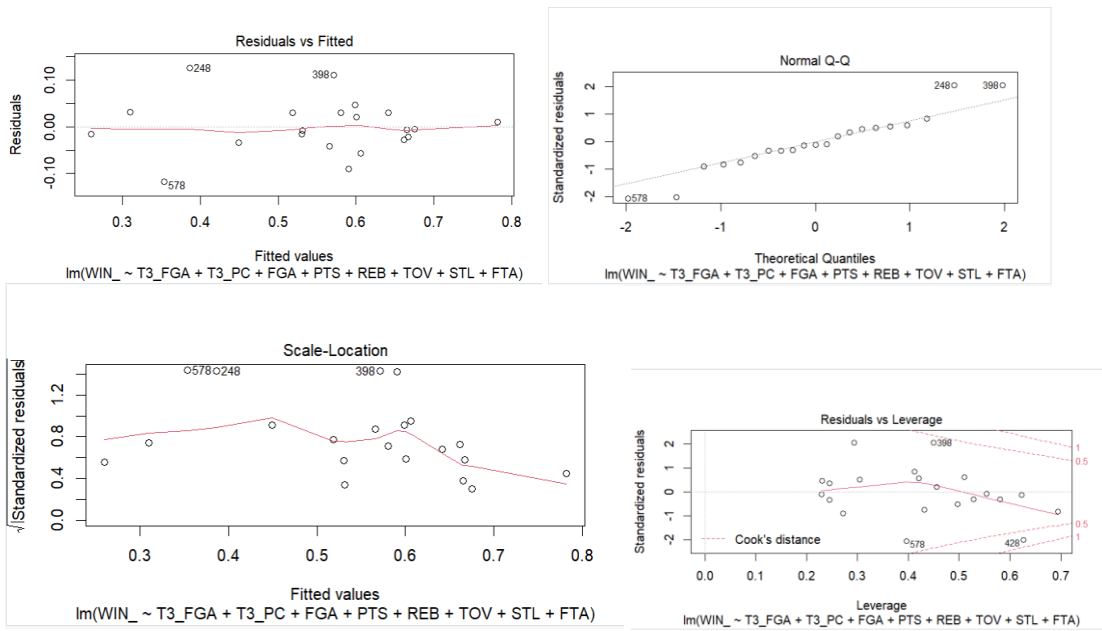 Residuals vs Fitted
Residuals
0.10
0.00
-0.10
248
398
578
0.3 0.4 0.5 0.6 0.7 0.8
Fitted values
lm(WIN_ ~ T3_FGA + T3_PC + FGA + PTS + REB + TOV + STL + FTA)
Normal Q-Q
Standardized residuals
2
1
0
-1
-2
248
398
578
-2 -1 0 1 2
Theoretical Quantiles
lm(WIN_ ~ T3_FGA + T3_PC + FGA + PTS + REB + TOV + STL + FTA)
Scale-Location
√|Standardized residuals|
1.2
0.8
0.4
0.0
578
248
398
0.3 0.4 0.5 0.6 0.7 0.8
Fitted values
lm(WIN_ ~ T3_FGA + T3_PC + FGA + PTS + REB + TOV + STL + FTA)
Residuals vs Leverage
Standardized residuals
2
1
0
-1
-2
398
1
0.5
0.5
1
Cook's distance
578
428
0.0 0.1 0.2 0.3 0.4 0.5 0.6 0.7
Leverage
lm(WIN_ ~ T3_FGA + T3_PC + FGA + PTS + REB + TOV + STL + FTA)